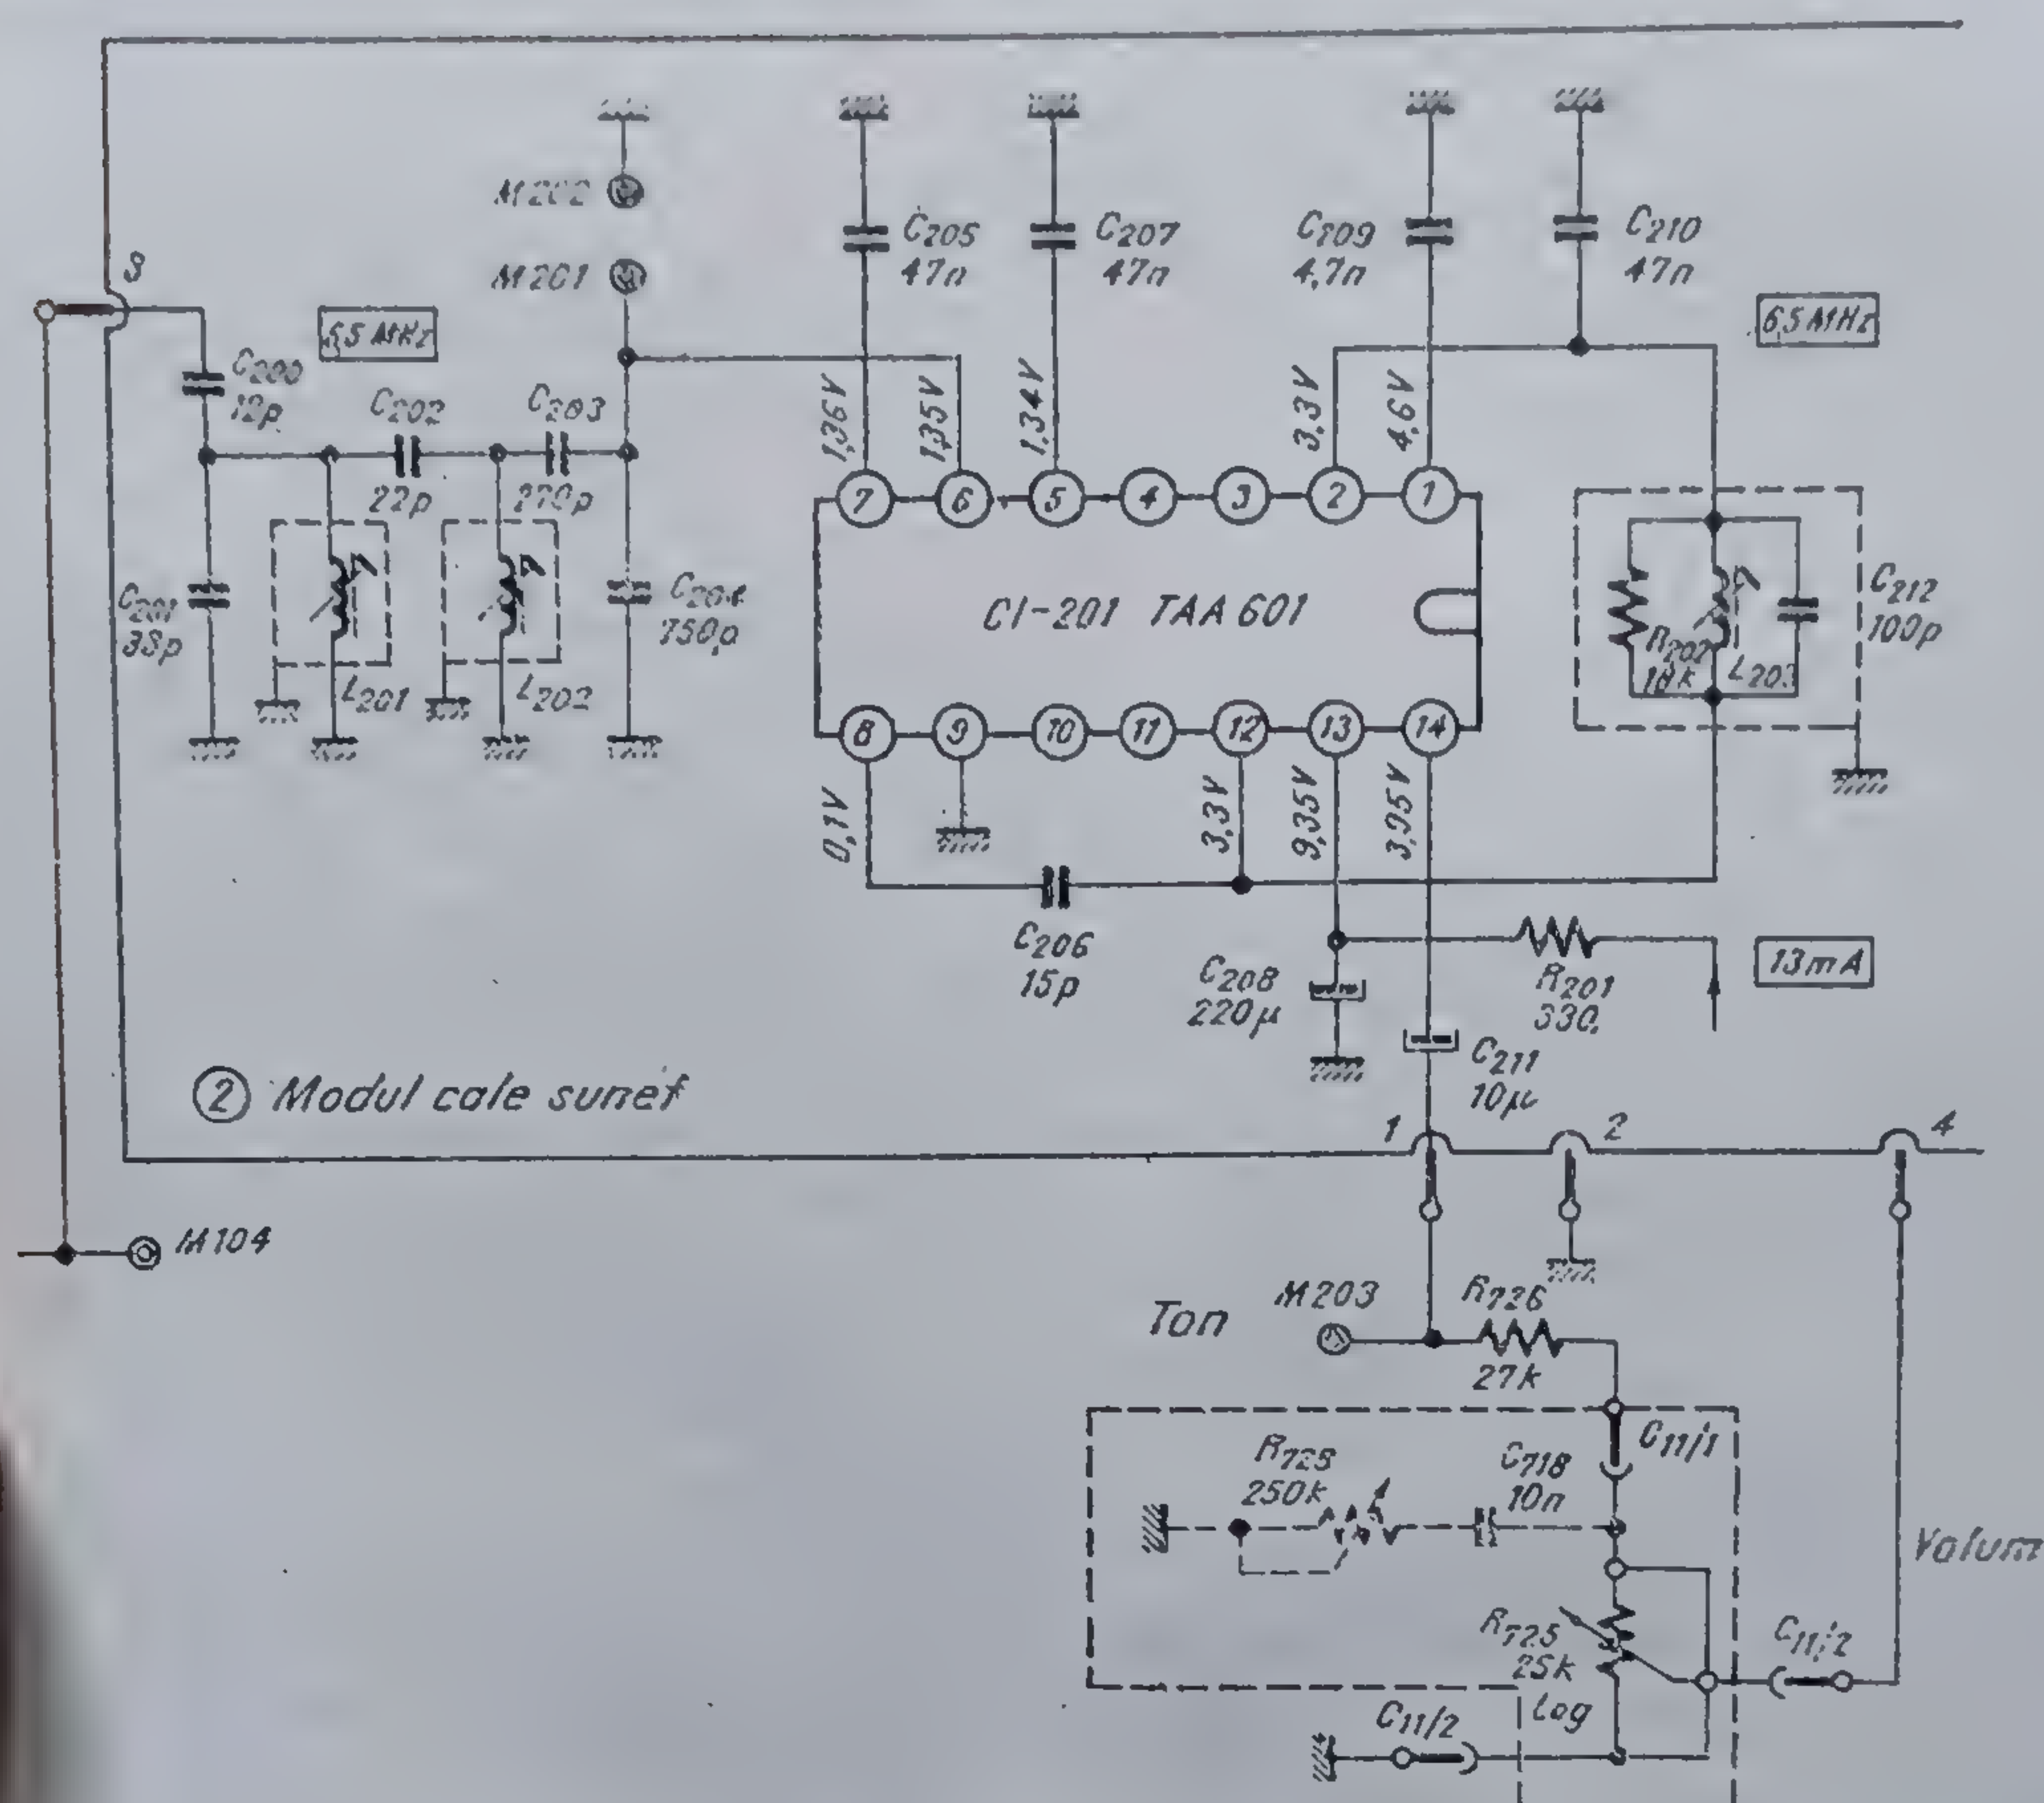 M202
M201
3
C205
47n
C207
47n
C209
4,7n
C210
47n
6,5 MHz
6,5 MHz
C200
C202
22p
C203
270p
1,36V
1,35V
1,34V
3,3V
4,6V
7
6
5
4
3
2
1
C201
L201
L202
C204
750p
CI-201 TAA 601
R202
18k
L203
C212
100p
8
9
10
11
12
13
14
0,1V
3,3V
9,35V
3,95V
C206
15p
C208
220µ
R201
330
13mA
C211
10µ
2 Modul cale sunet
1
2
4
M104
Ton
M203
R726
27k
C11/1
250k
C718
10n
Volum
R725
25k
Log
C11/2
C11/2